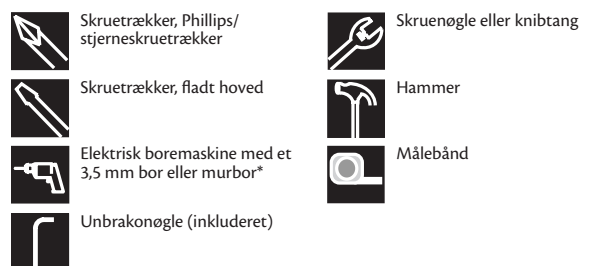 Skruetrækker, Phillips/
stjerneskruetrækker
Skruetrækker, fladt hoved
Elektrisk boremaskine med et
3,5 mm bor eller murbor*
Unbrakonøgle (inkluderet)
Skruenøgle eller knibtang
Hammer
Målebånd